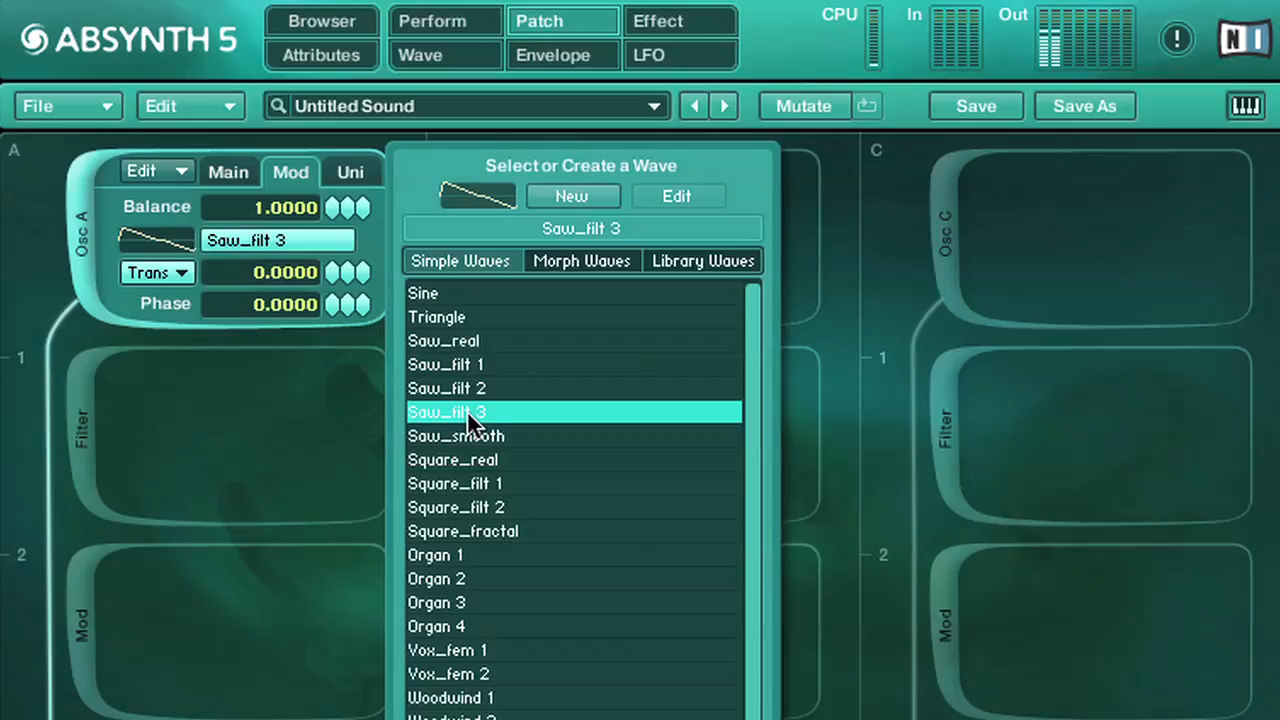 ABSYNTH 5
Browser
Perform
Patch
Effect
Attributes
Wave
Envelope
LFO
CPU
In
Out
!
NI
File
Edit
Untitled Sound
Mutate
Save
Save As
A
C
Osc A
Edit
Main
Mod
Uni
Balance
1.0000
Saw_filt 3
Trans
0.0000
Phase
0.0000
1
Filter
2
Mod
Select or Create a Wave
New
Edit
Saw_filt 3
Simple Waves
Morph Waves
Library Waves
Sine
Triangle
Saw_real
Saw_filt 1
Saw_filt 2
Saw_filt 3
Saw_smooth
Square_real
Square_filt 1
Square_filt 2
Square_fractal
Organ 1
Organ 2
Organ 3
Organ 4
Vox_fem 1
Vox_fem 2
Woodwind 1
Osc C
1
Filter
2
Mod